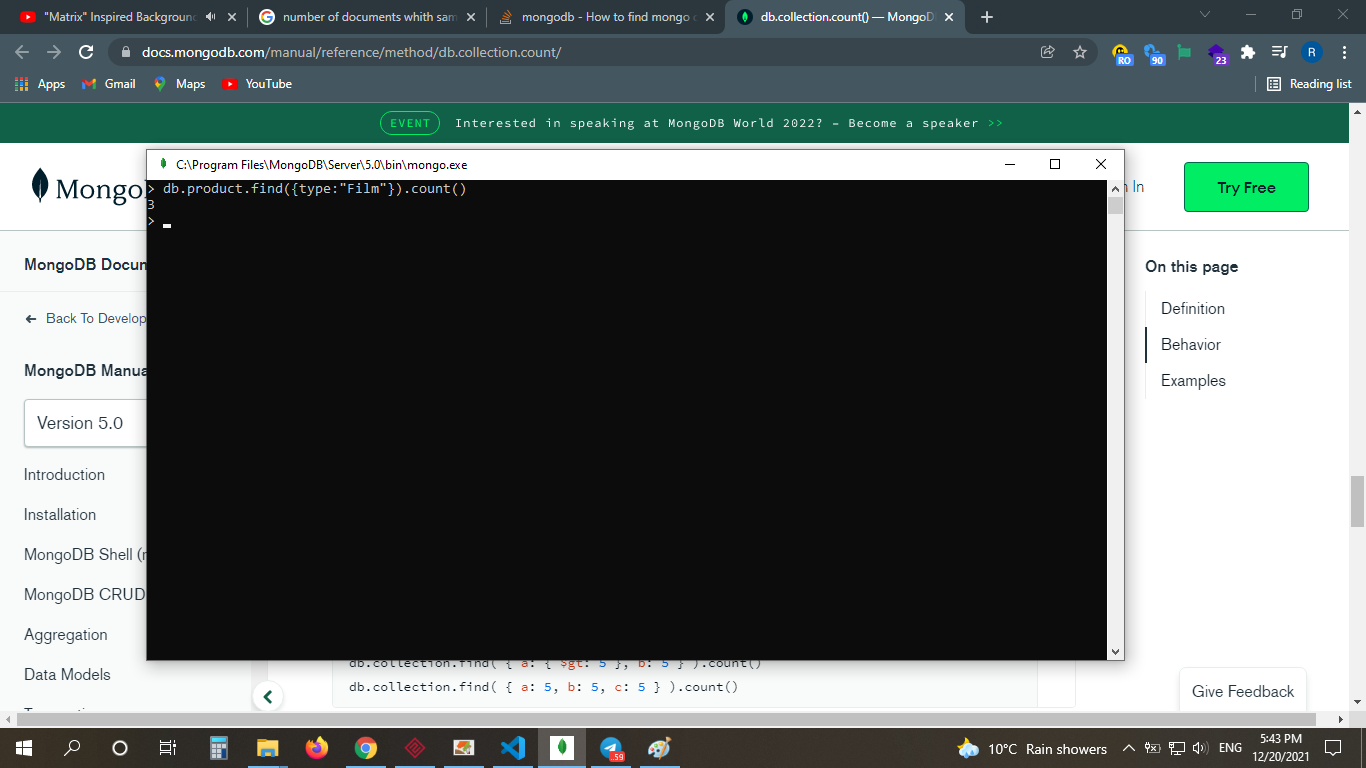 "Matrix" Inspired Background
number of documents whith sam
mongodb - How to find mongo
db.collection.count() — MongoD
docs.mongodb.com/manual/reference/method/db.collection.count/
R
RO
90
23
Apps
Gmail
Maps
YouTube
Reading list
EVENT
Interested in speaking at MongoDB World 2022? – Become a speaker >>
C:\Program Files\MongoDB\Server\5.0\bin\mongo.exe
> db.product.find({type:"Film"}).count()
3
>
Mongo
n In
Try Free
MongoDB Docum
Back To Develop
MongoDB Manua
Version 5.0
Introduction
Installation
MongoDB Shell (m
MongoDB CRUD
Aggregation
Data Models
On this page
Definition
Behavior
Examples
db.collection.find( { a: { $gt: 5 }, b: 5 } ).count()
db.collection.find( { a: 5, b: 5, c: 5 } ).count()
Give Feedback
59
10°C Rain showers
ENG
5:43 PM
12/20/2021